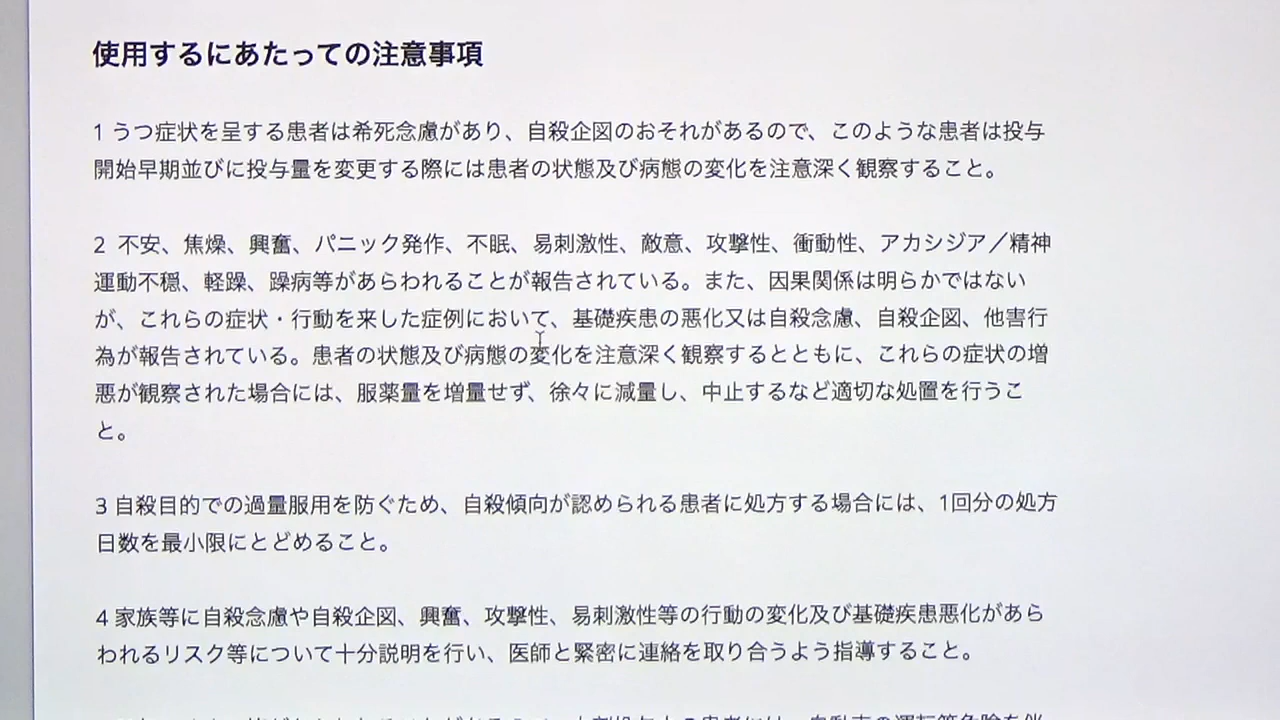 使用するにあたっての注意事項
1 うつ症状を呈する患者は希死念慮があり、自殺企図のおそれがあるので、このような患者は投与
開始早期並びに投与量を変更する際には患者の状態及び病態の変化を注意深く観察すること。
2 不安、焦燥、興奮、パニック発作、不眠、易刺激性、敵意、攻撃性、衝動性、アカシジア／精神
運動不穏、軽躁、躁病等があらわれることが報告されている。また、因果関係は明らかではない
が、これらの症状・行動を来した症例において、基礎疾患の悪化又は自殺念慮、自殺企図、他害行
為が報告されている。患者の状態及び病態の変化を注意深く観察するとともに、これらの症状の増
悪が観察された場合には、服薬量を増量せず、徐々に減量し、中止するなど適切な処置を行うこ
と。
3 自殺目的での過量服用を防ぐため、自殺傾向が認められる患者に処方する場合には、1回分の処方
日数を最小限にとどめること。
4 家族等に自殺念慮や自殺企図、興奮、攻撃性、易刺激性等の行動の変化及び基礎疾患悪化があら
われるリスク等について十分説明を行い、医師と緊密に連絡を取り合うよう指導すること。